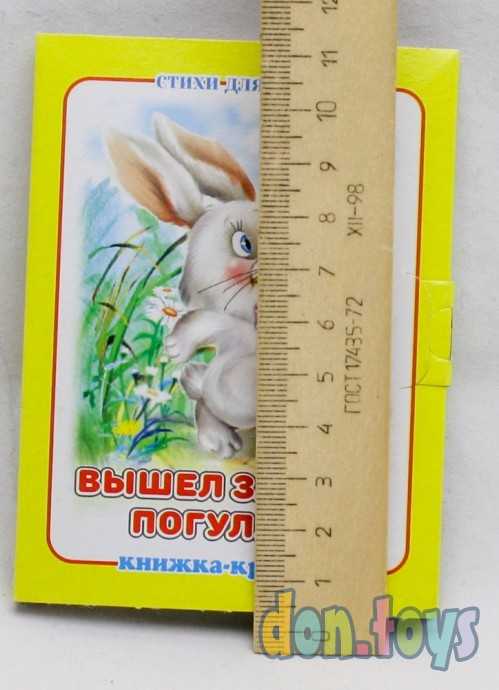 СТИХИ ДЛЯ
ВЫШЕЛ З
ПОГУЛ
книжка-кр
0 1 2 3 4 5 6 7 8 9 10 11 12
ГОСТ 17435-72 XII-98
don.toys